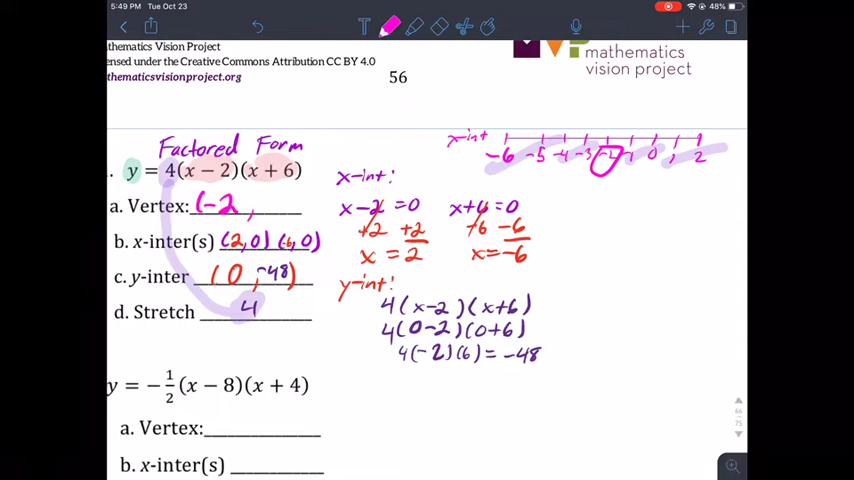 5:49 PM Tue Oct 23
48%
thematics Vision Project
ensed under the Creative Commons Attribution CC BY 4.0
thematicsvisionproject.org
56
mathematics
vision project
Factored Form
x-int
-6 -5 -4 -3 -2 -1 0 1 2
. y = 4(x − 2)(x + 6)
a. Vertex: (-2,
b. x-inter(s) (2,0) (-6,0)
c. y-inter (0, -48)
d. Stretch 4
x-int:
x-2=0 x+6=0
+2 +2 -6 -6
x = 2 x=-6
y-int:
4(x-2)(x+6)
4(0-2)(0+6)
4(-2)(6) = -48
y = −1/2(x − 8)(x + 4)
a. Vertex:
b. x-inter(s)
66
75